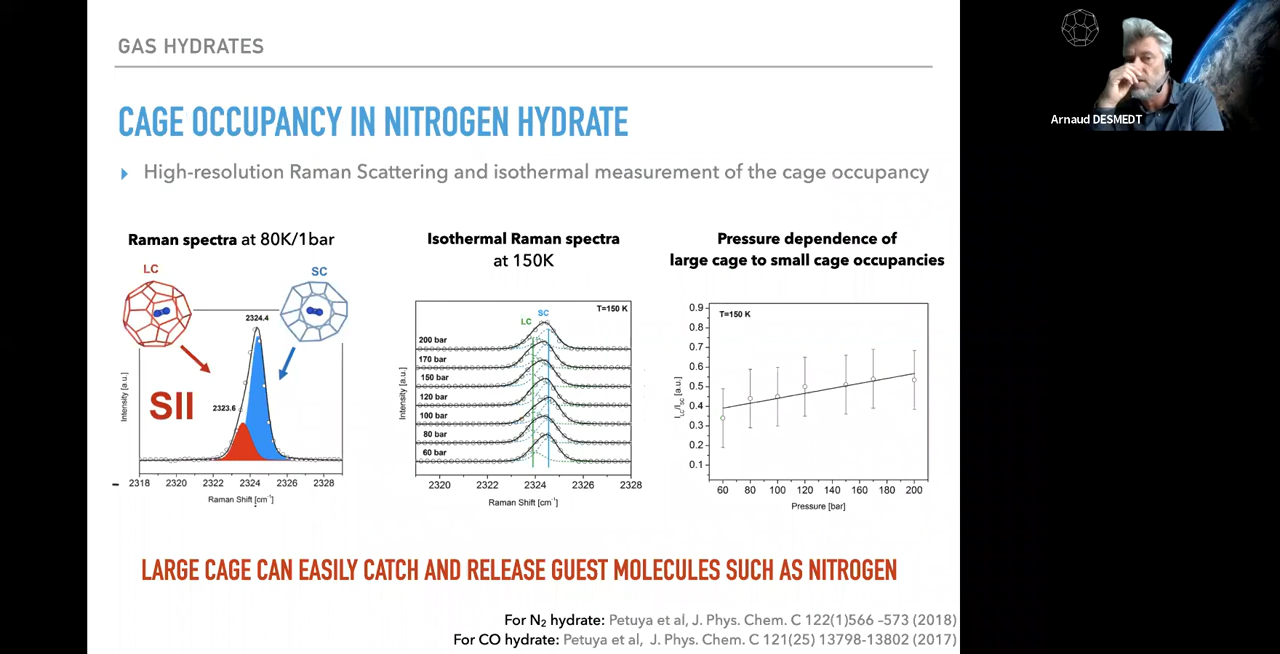 GAS HYDRATES
Arnaud DESMEDT
CAGE OCCUPANCY IN NITROGEN HYDRATE
High-resolution Raman Scattering and isothermal measurement of the cage occupancy
Raman spectra at 80K/1bar
LC
SC
2324.4
2323.6
SII
Intensity [a.u.]
2318 2320 2322 2324 2326 2328
Raman Shift [cm⁻¹]
Isothermal Raman spectra
at 150K
T=150 K
LC
SC
200 bar
170 bar
150 bar
120 bar
100 bar
80 bar
60 bar
Intensity [a.u.]
2320 2322 2324 2326 2328
Raman Shift [cm⁻¹]
Pressure dependence of
large cage to small cage occupancies
T=150 K
0.9
0.8
0.7
0.6
0.5
0.4
0.3
0.2
0.1
I_LC/I_SC [a.u.]
60 80 100 120 140 160 180 200
Pressure [bar]
LARGE CAGE CAN EASILY CATCH AND RELEASE GUEST MOLECULES SUCH AS NITROGEN
For N₂ hydrate: Petuya et al, J. Phys. Chem. C 122(1)566 –573 (2018)
For CO hydrate: Petuya et al, J. Phys. Chem. C 121(25) 13798-13802 (2017)